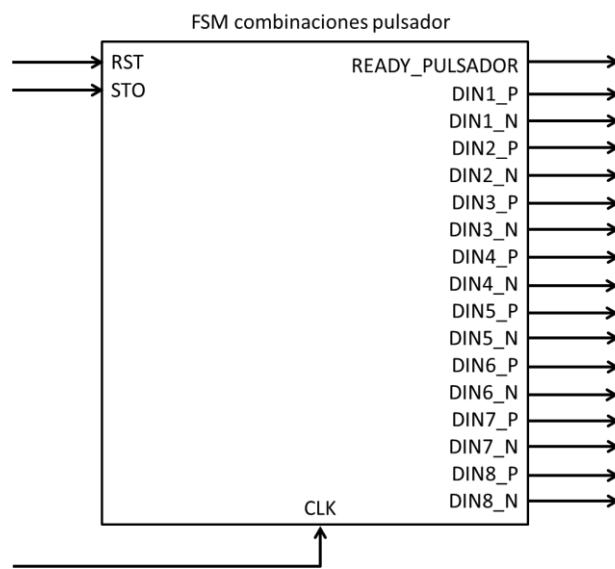 FSM combinaciones pulsador
RST
READY_PULSADOR
STO
DIN1_P
DIN1_N
DIN2_P
DIN2_N
DIN3_P
DIN3_N
DIN4_P
DIN4_N
DIN5_P
DIN5_N
DIN6_P
DIN6_N
DIN7_P
DIN7_N
DIN8_P
DIN8_N
CLK